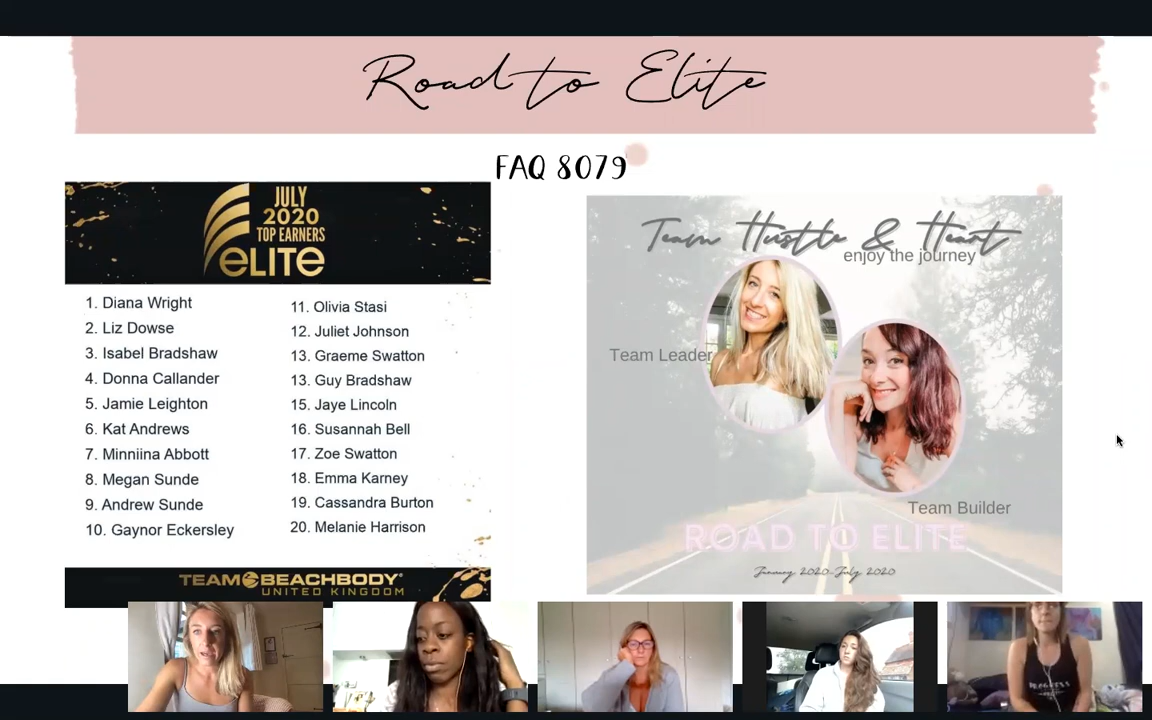 Road to Elite
FAQ 8079
JULY
2020
TOP EARNERS
eLITE
1. Diana Wright
2. Liz Dowse
3. Isabel Bradshaw
4. Donna Callander
5. Jamie Leighton
6. Kat Andrews
7. Minniina Abbott
8. Megan Sunde
9. Andrew Sunde
10. Gaynor Eckersley
11. Olivia Stasi
12. Juliet Johnson
13. Graeme Swatton
13. Guy Bradshaw
15. Jaye Lincoln
16. Susannah Bell
17. Zoe Swatton
18. Emma Karney
19. Cassandra Burton
20. Melanie Harrison
TEAM BEACHBODY®
UNITED KINGDOM
Team Hustle & Heart
enjoy the journey
Team Leader
Team Builder
ROAD TO ELITE
January 2020-July 2020
PROGRESS